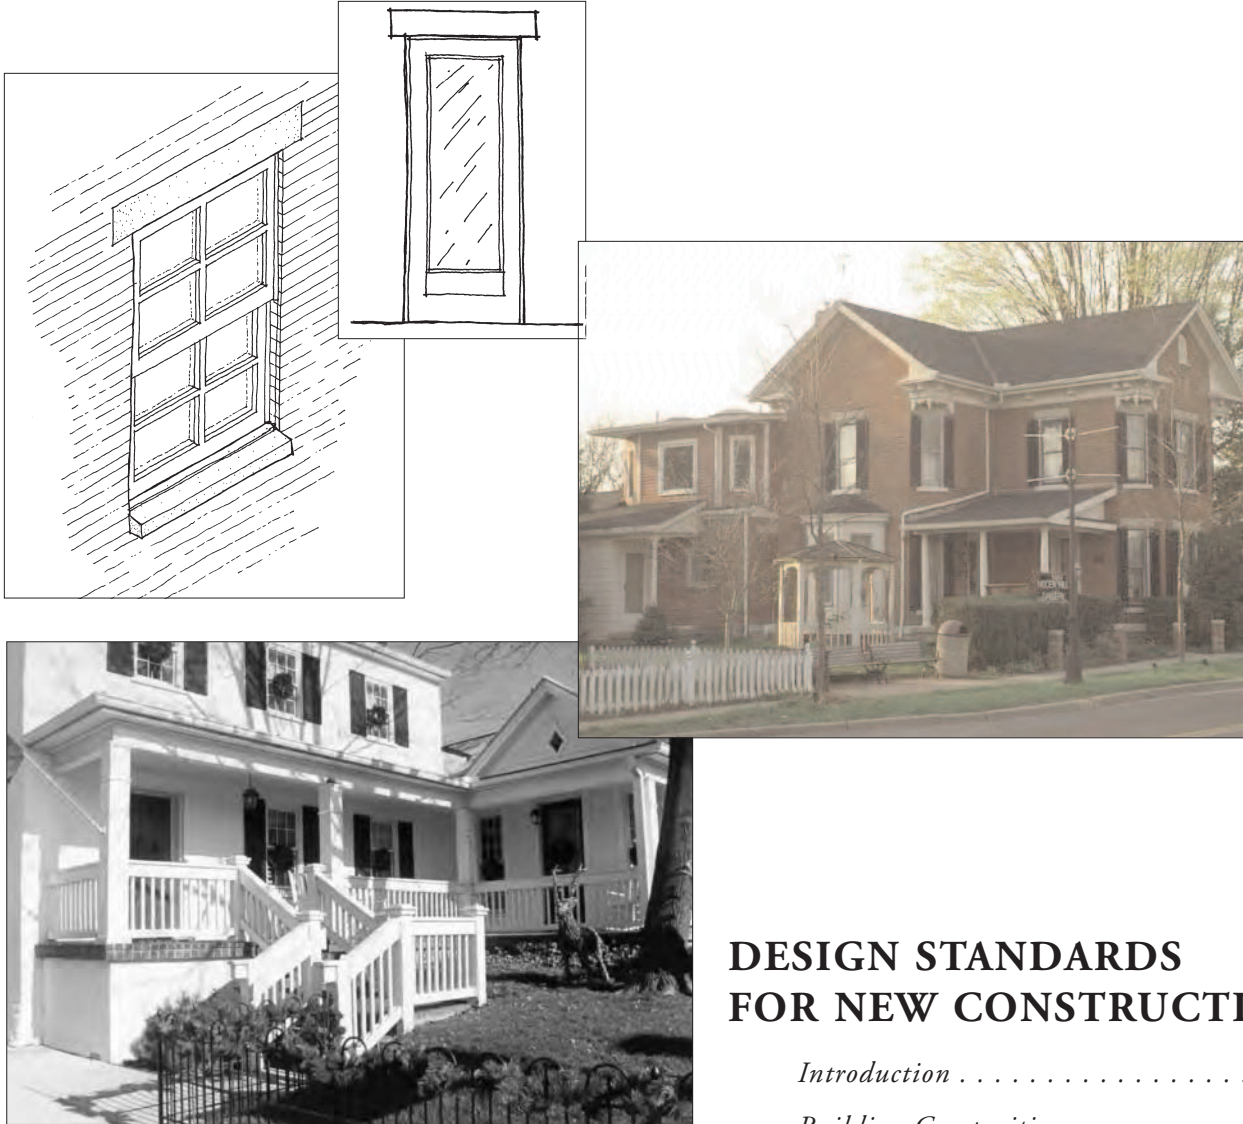 DESIGN STANDARDS
FOR NEW CONSTRUCTI
Introduction . . . . . . . . . . . . . . . . .